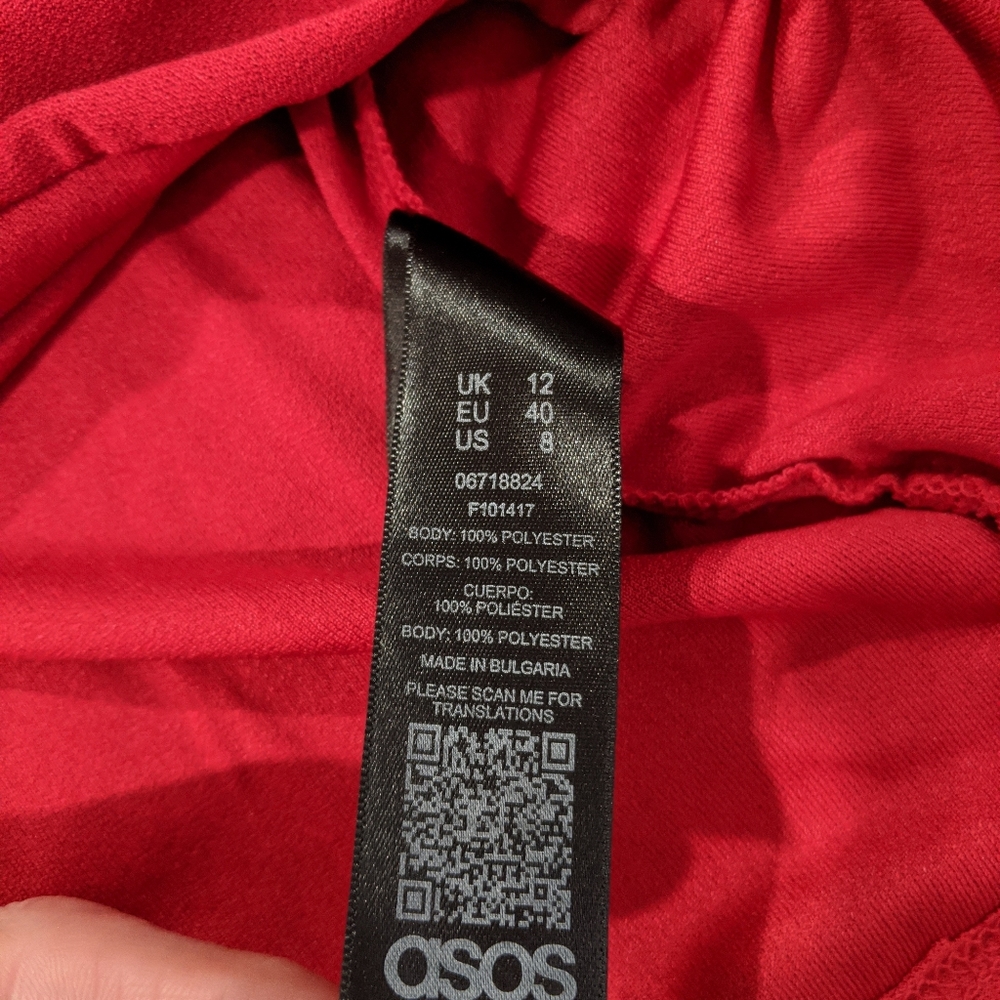 UK 12
EU 40
US 8
06718824
F101417
BODY: 100% POLYESTER
CORPS: 100% POLYESTER
CUERPO:
100% POLIÉSTER
BODY: 100% POLYESTER
MADE IN BULGARIA
PLEASE SCAN ME FOR
TRANSLATIONS
asos